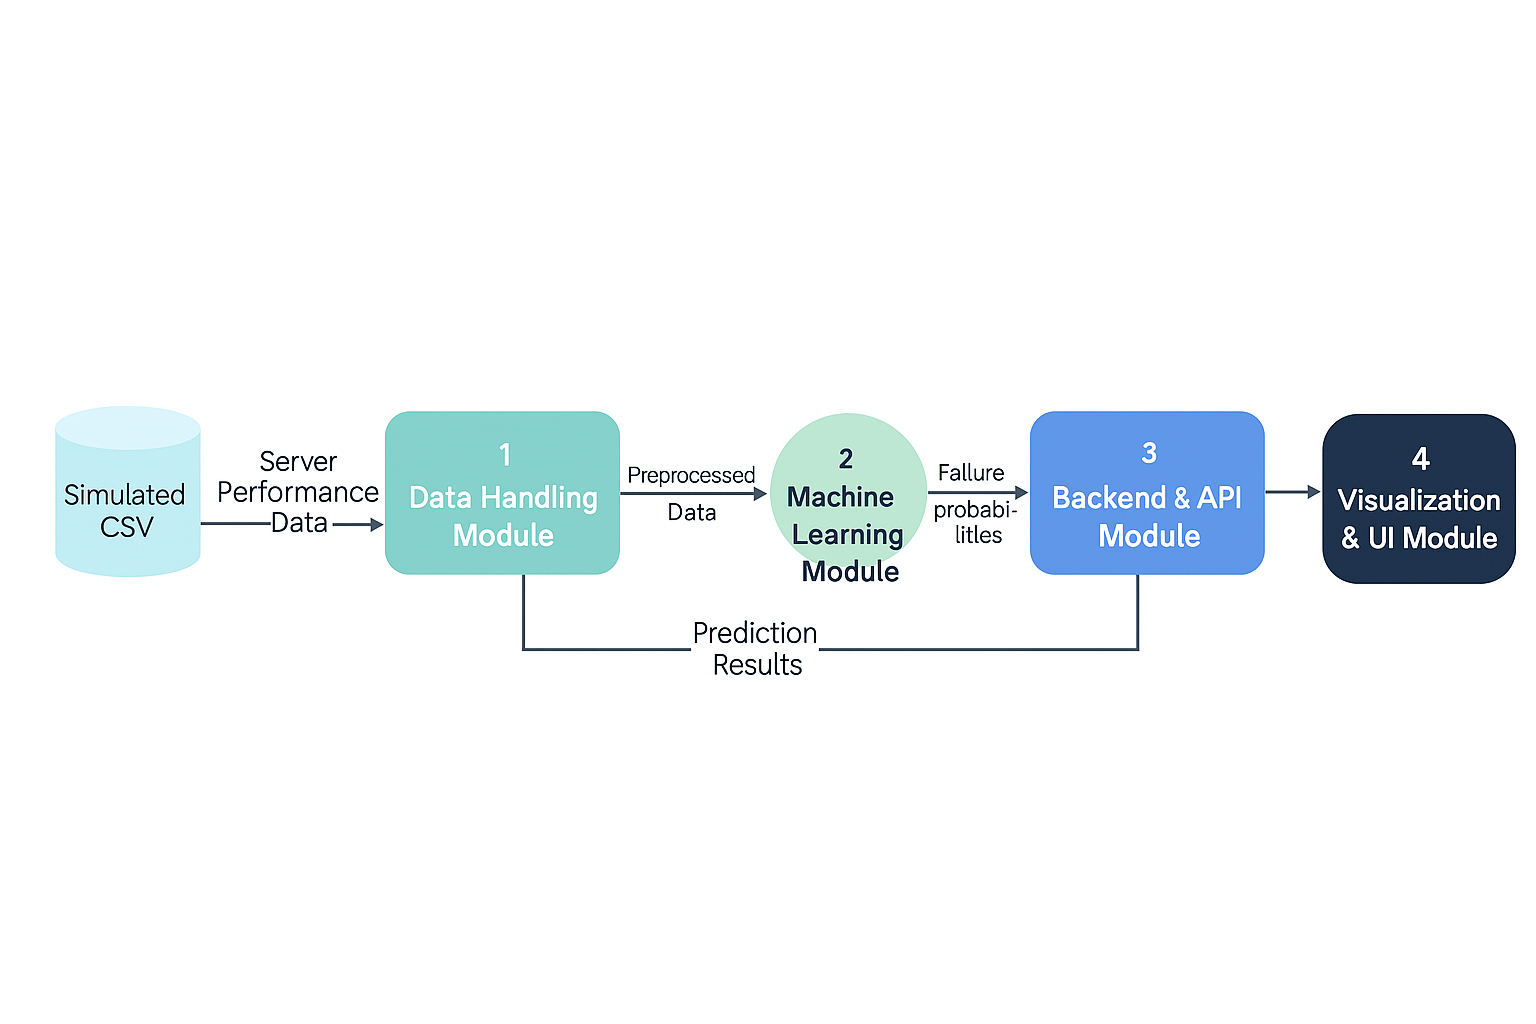 Simulated
CSV
Server
Performance
Data
1
Data Handling
Module
Preprocessed
Data
2
Machine
Learning
Module
Fallure
probabi-
litles
3
Backend & API
Module
4
Visualization
& UI Module
Prediction
Results